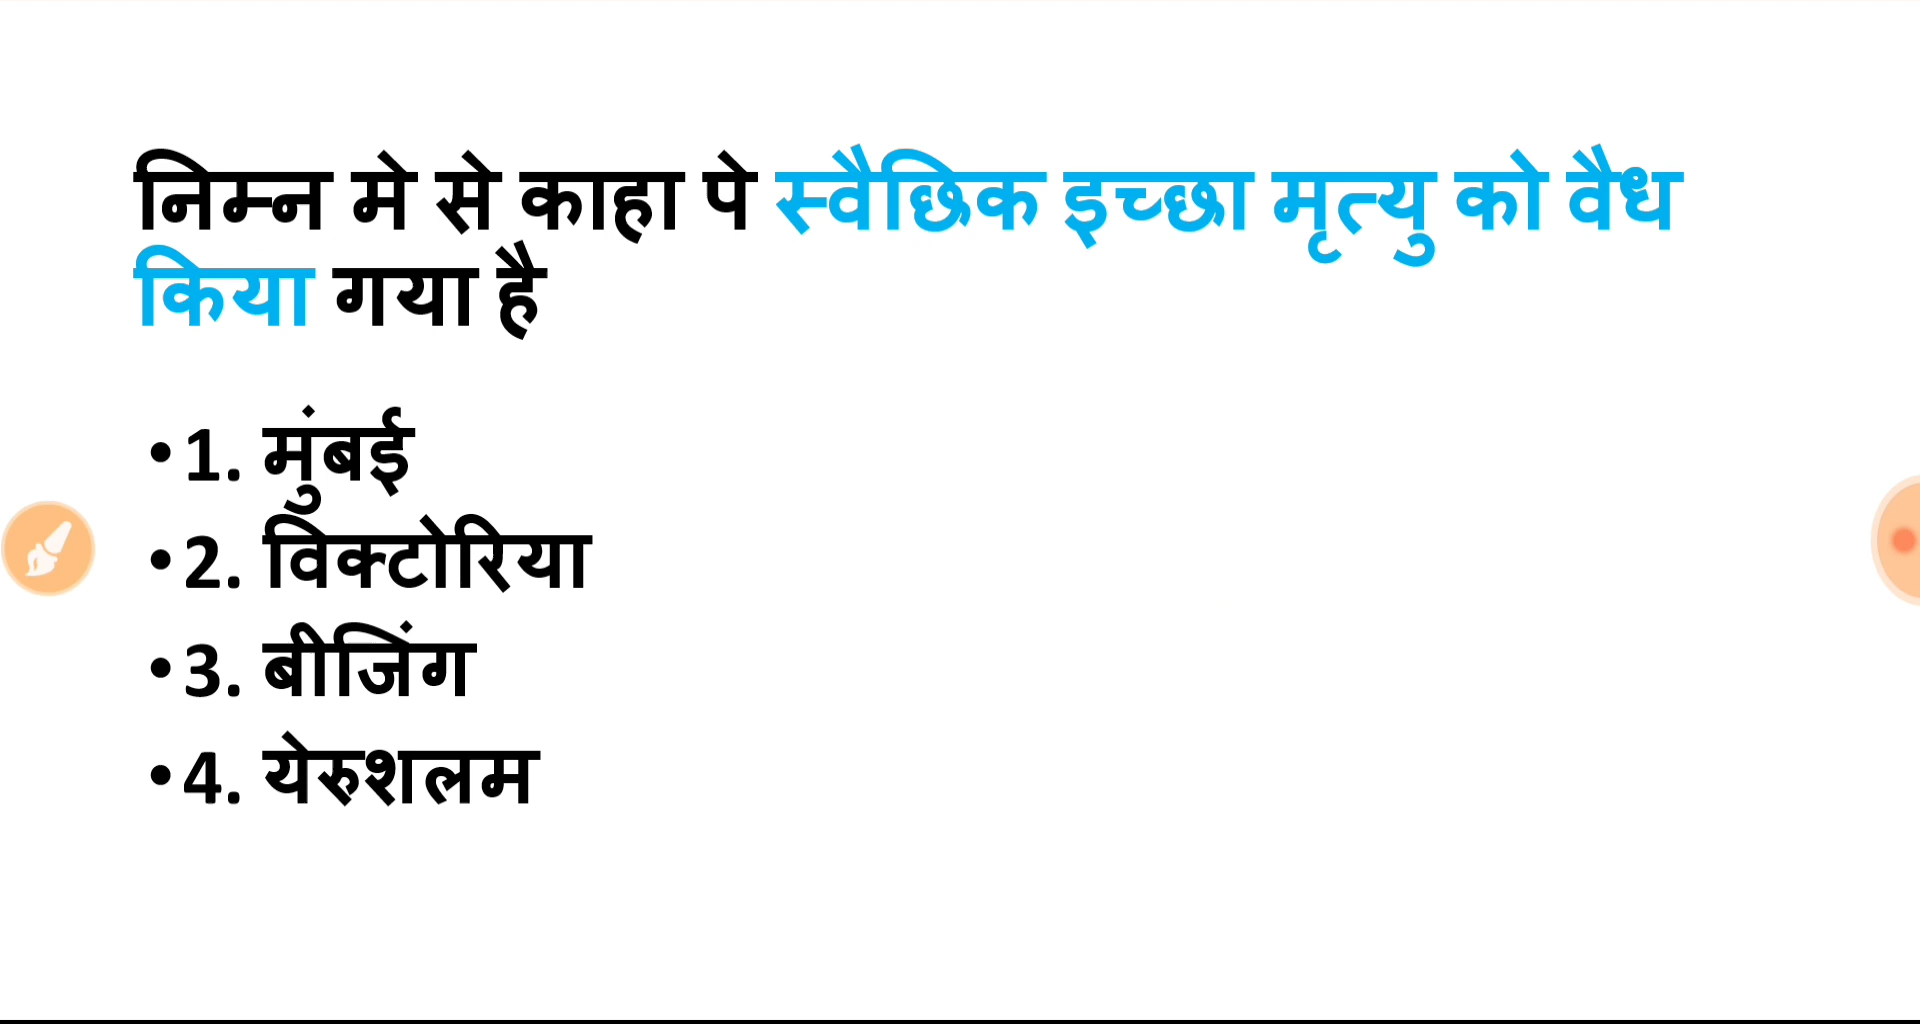 निम्न मे से काहा पे स्वैछिक इच्छा मृत्यु को वैध
किया गया है
•1. मुंबई
•2. विक्टोरिया
•3. बीजिंग
•4. येरुशलम